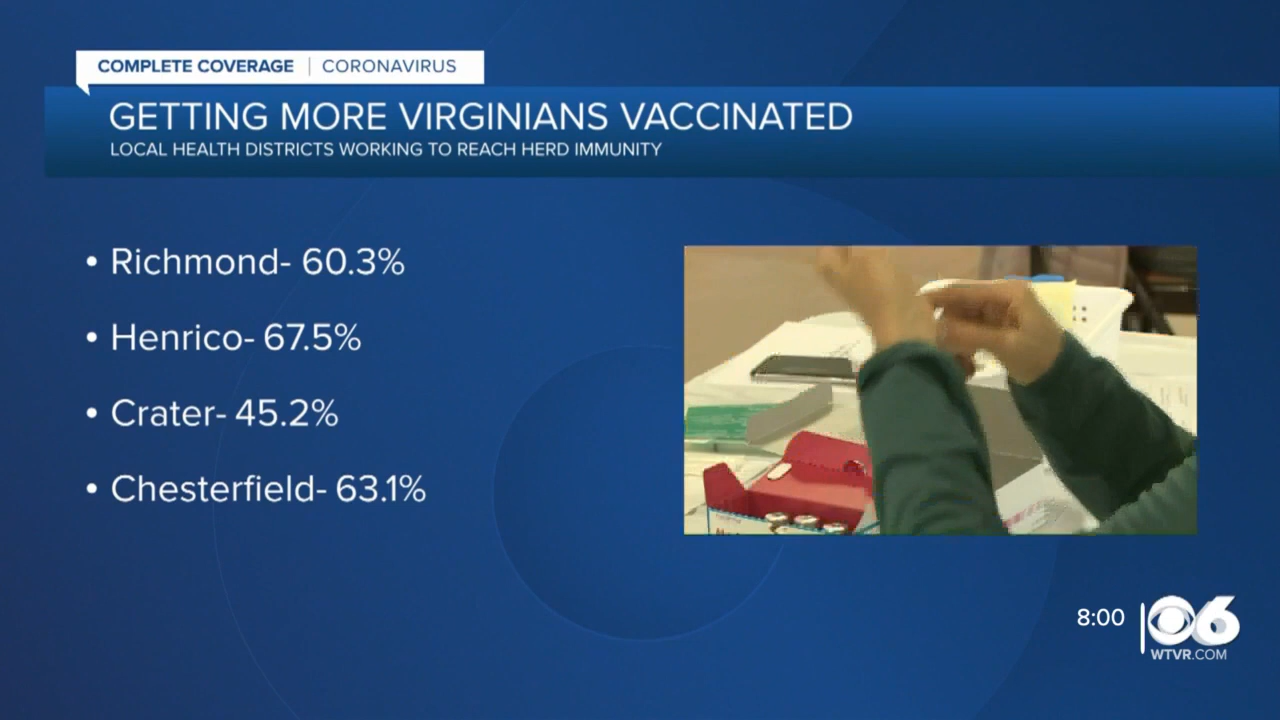 COMPLETE COVERAGE | CORONAVIRUS
GETTING MORE VIRGINIANS VACCINATED
LOCAL HEALTH DISTRICTS WORKING TO REACH HERD IMMUNITY
• Richmond- 60.3%
• Henrico- 67.5%
• Crater- 45.2%
• Chesterfield- 63.1%
8:00
6
WTVR.COM